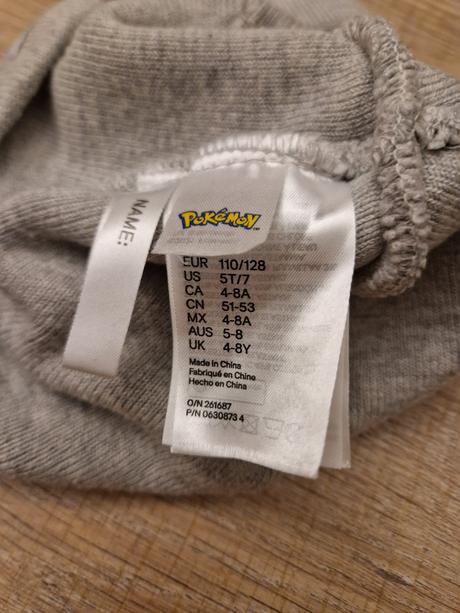 NAME:
POKéMON™
EUR 110/128
US 5T/7
CA 4-8A
CN 51-53
MX 4-8A
AUS 5-8
UK 4-8Y
Made in China
Fabriqué en Chine
Hecho en China
O/N 261687
P/N 0630873 4